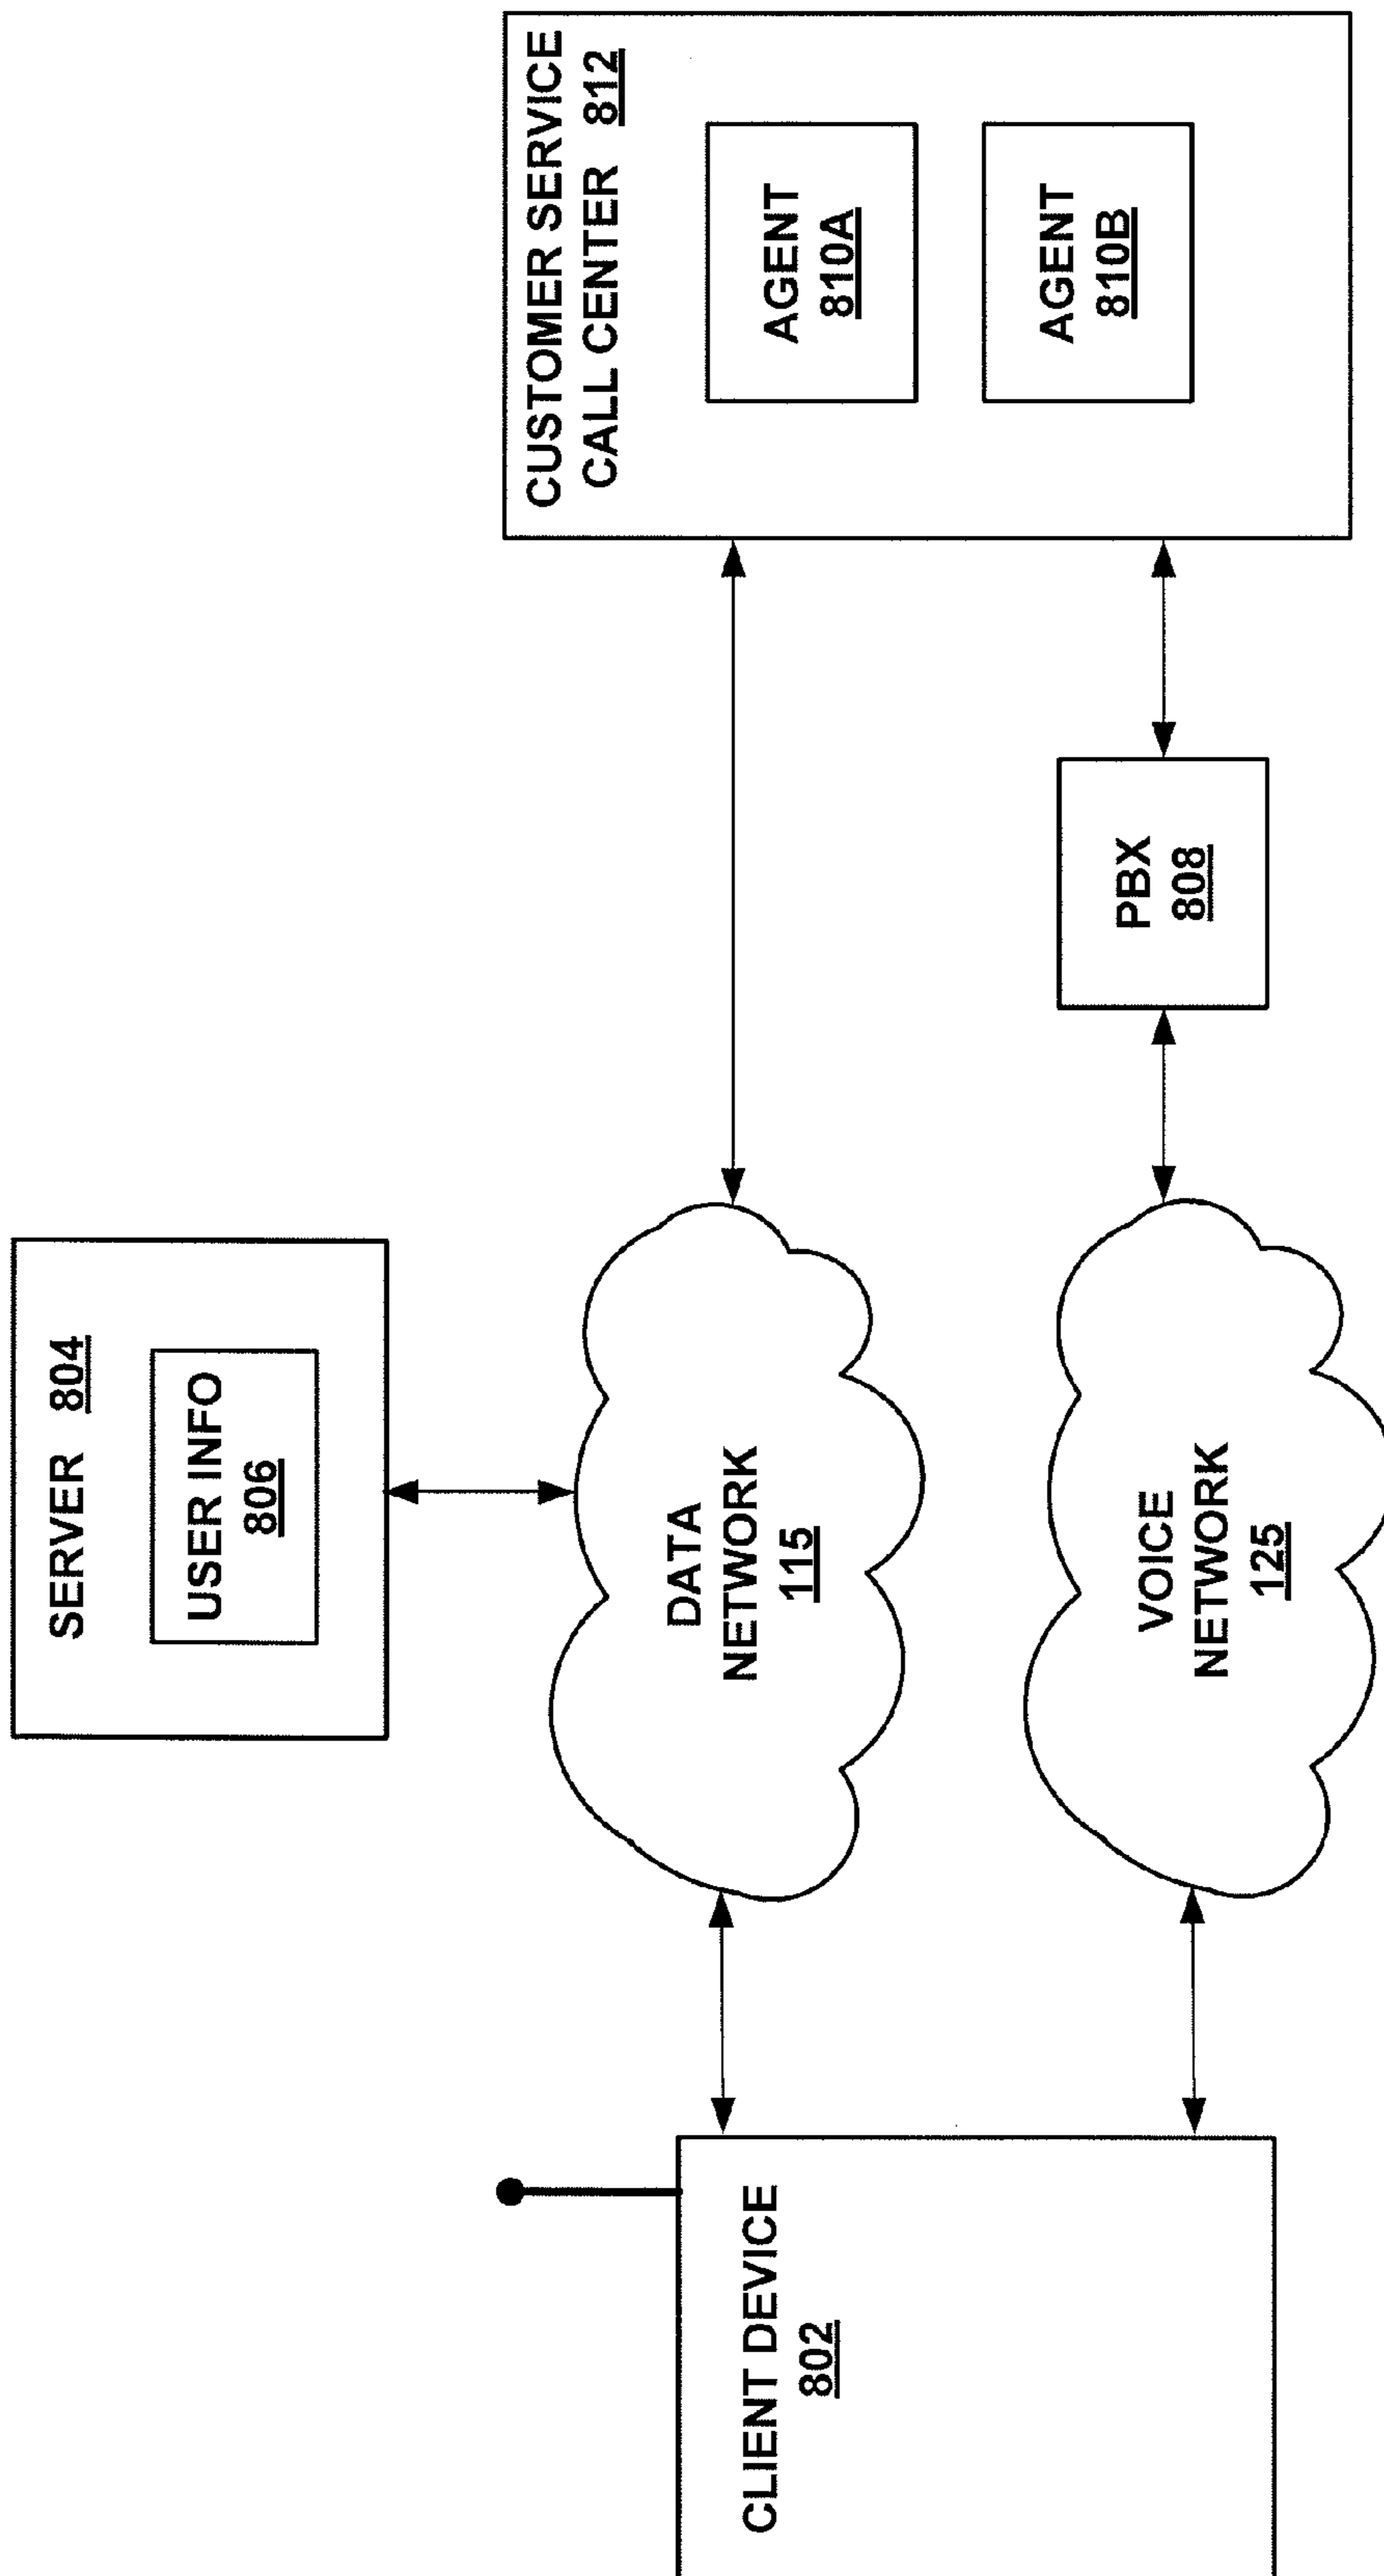 SERVER 804
USER INFO
806
CUSTOMER SERVICE
CALL CENTER 812
AGENT
810A
AGENT
810B
DATA
NETWORK
115
CLIENT DEVICE
802
VOICE
NETWORK
125
PBX
808